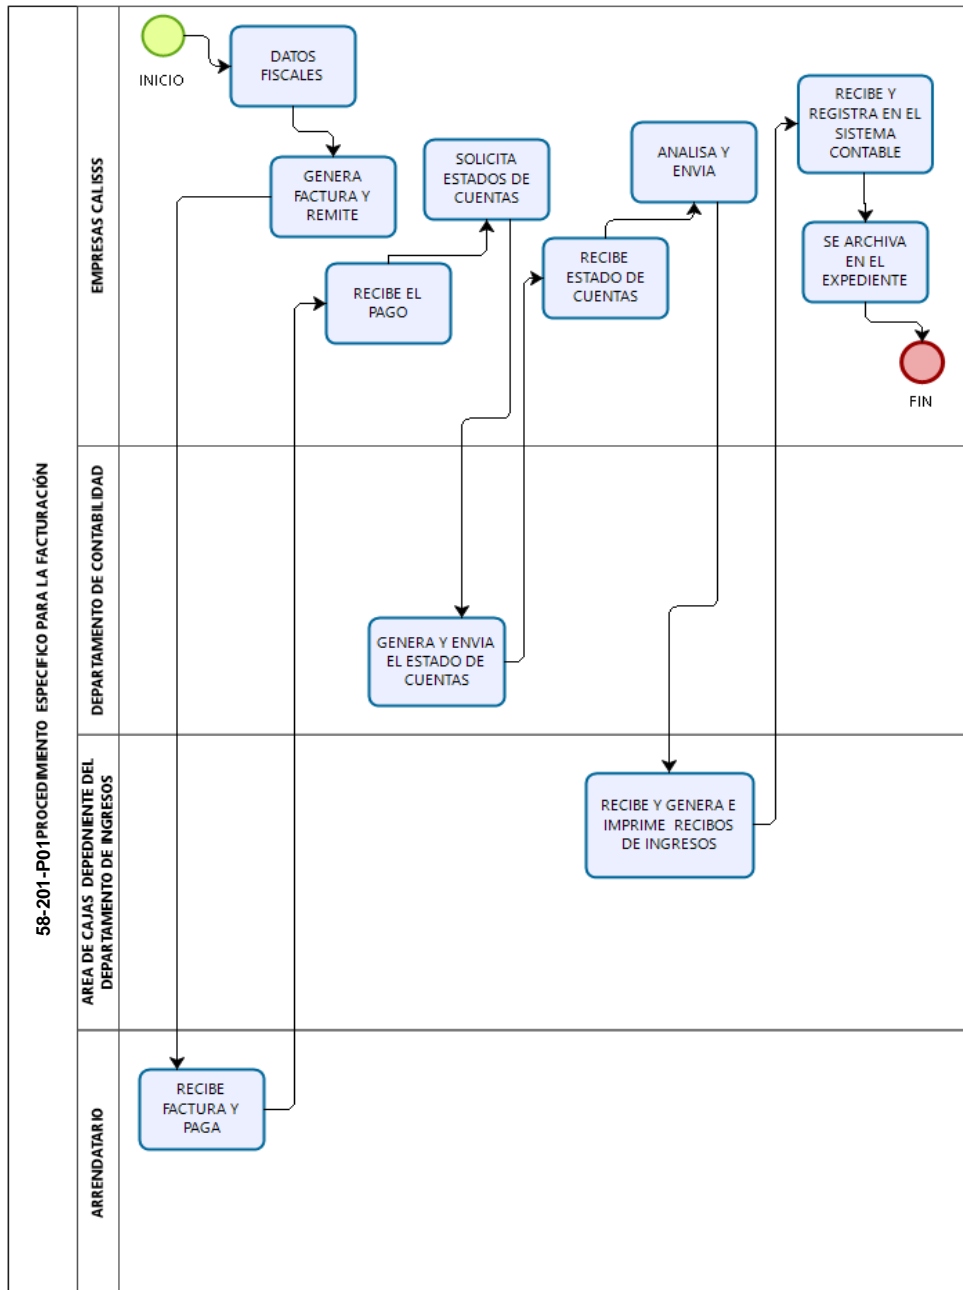 58-201-P01PROCEDIMIENTO ESPECIFICO PARA LA FACTURACIÓN
EMPRESAS CALISSS
INICIO
DATOS
FISCALES
GENERA
FACTURA Y
REMITE
SOLICITA
ESTADOS DE
CUENTAS
RECIBE EL
PAGO
ANALISA Y
ENVIA
RECIBE
ESTADO DE
CUENTAS
RECIBE Y
REGISTRA EN EL
SISTEMA
CONTABLE
SE ARCHIVA
EN EL
EXPEDIENTE
FIN
DEPARTAMENTO DE CONTABILIDAD
GENERA Y ENVIA
EL ESTADO DE
CUENTAS
AREA DE CAJAS DEPEDNIENTE DEL
DEPARTAMENTO DE INGRESOS
RECIBE Y GENERA E
IMPRIME RECIBOS
DE INGRESOS
ARRENDATARIO
RECIBE
FACTURA Y
PAGA